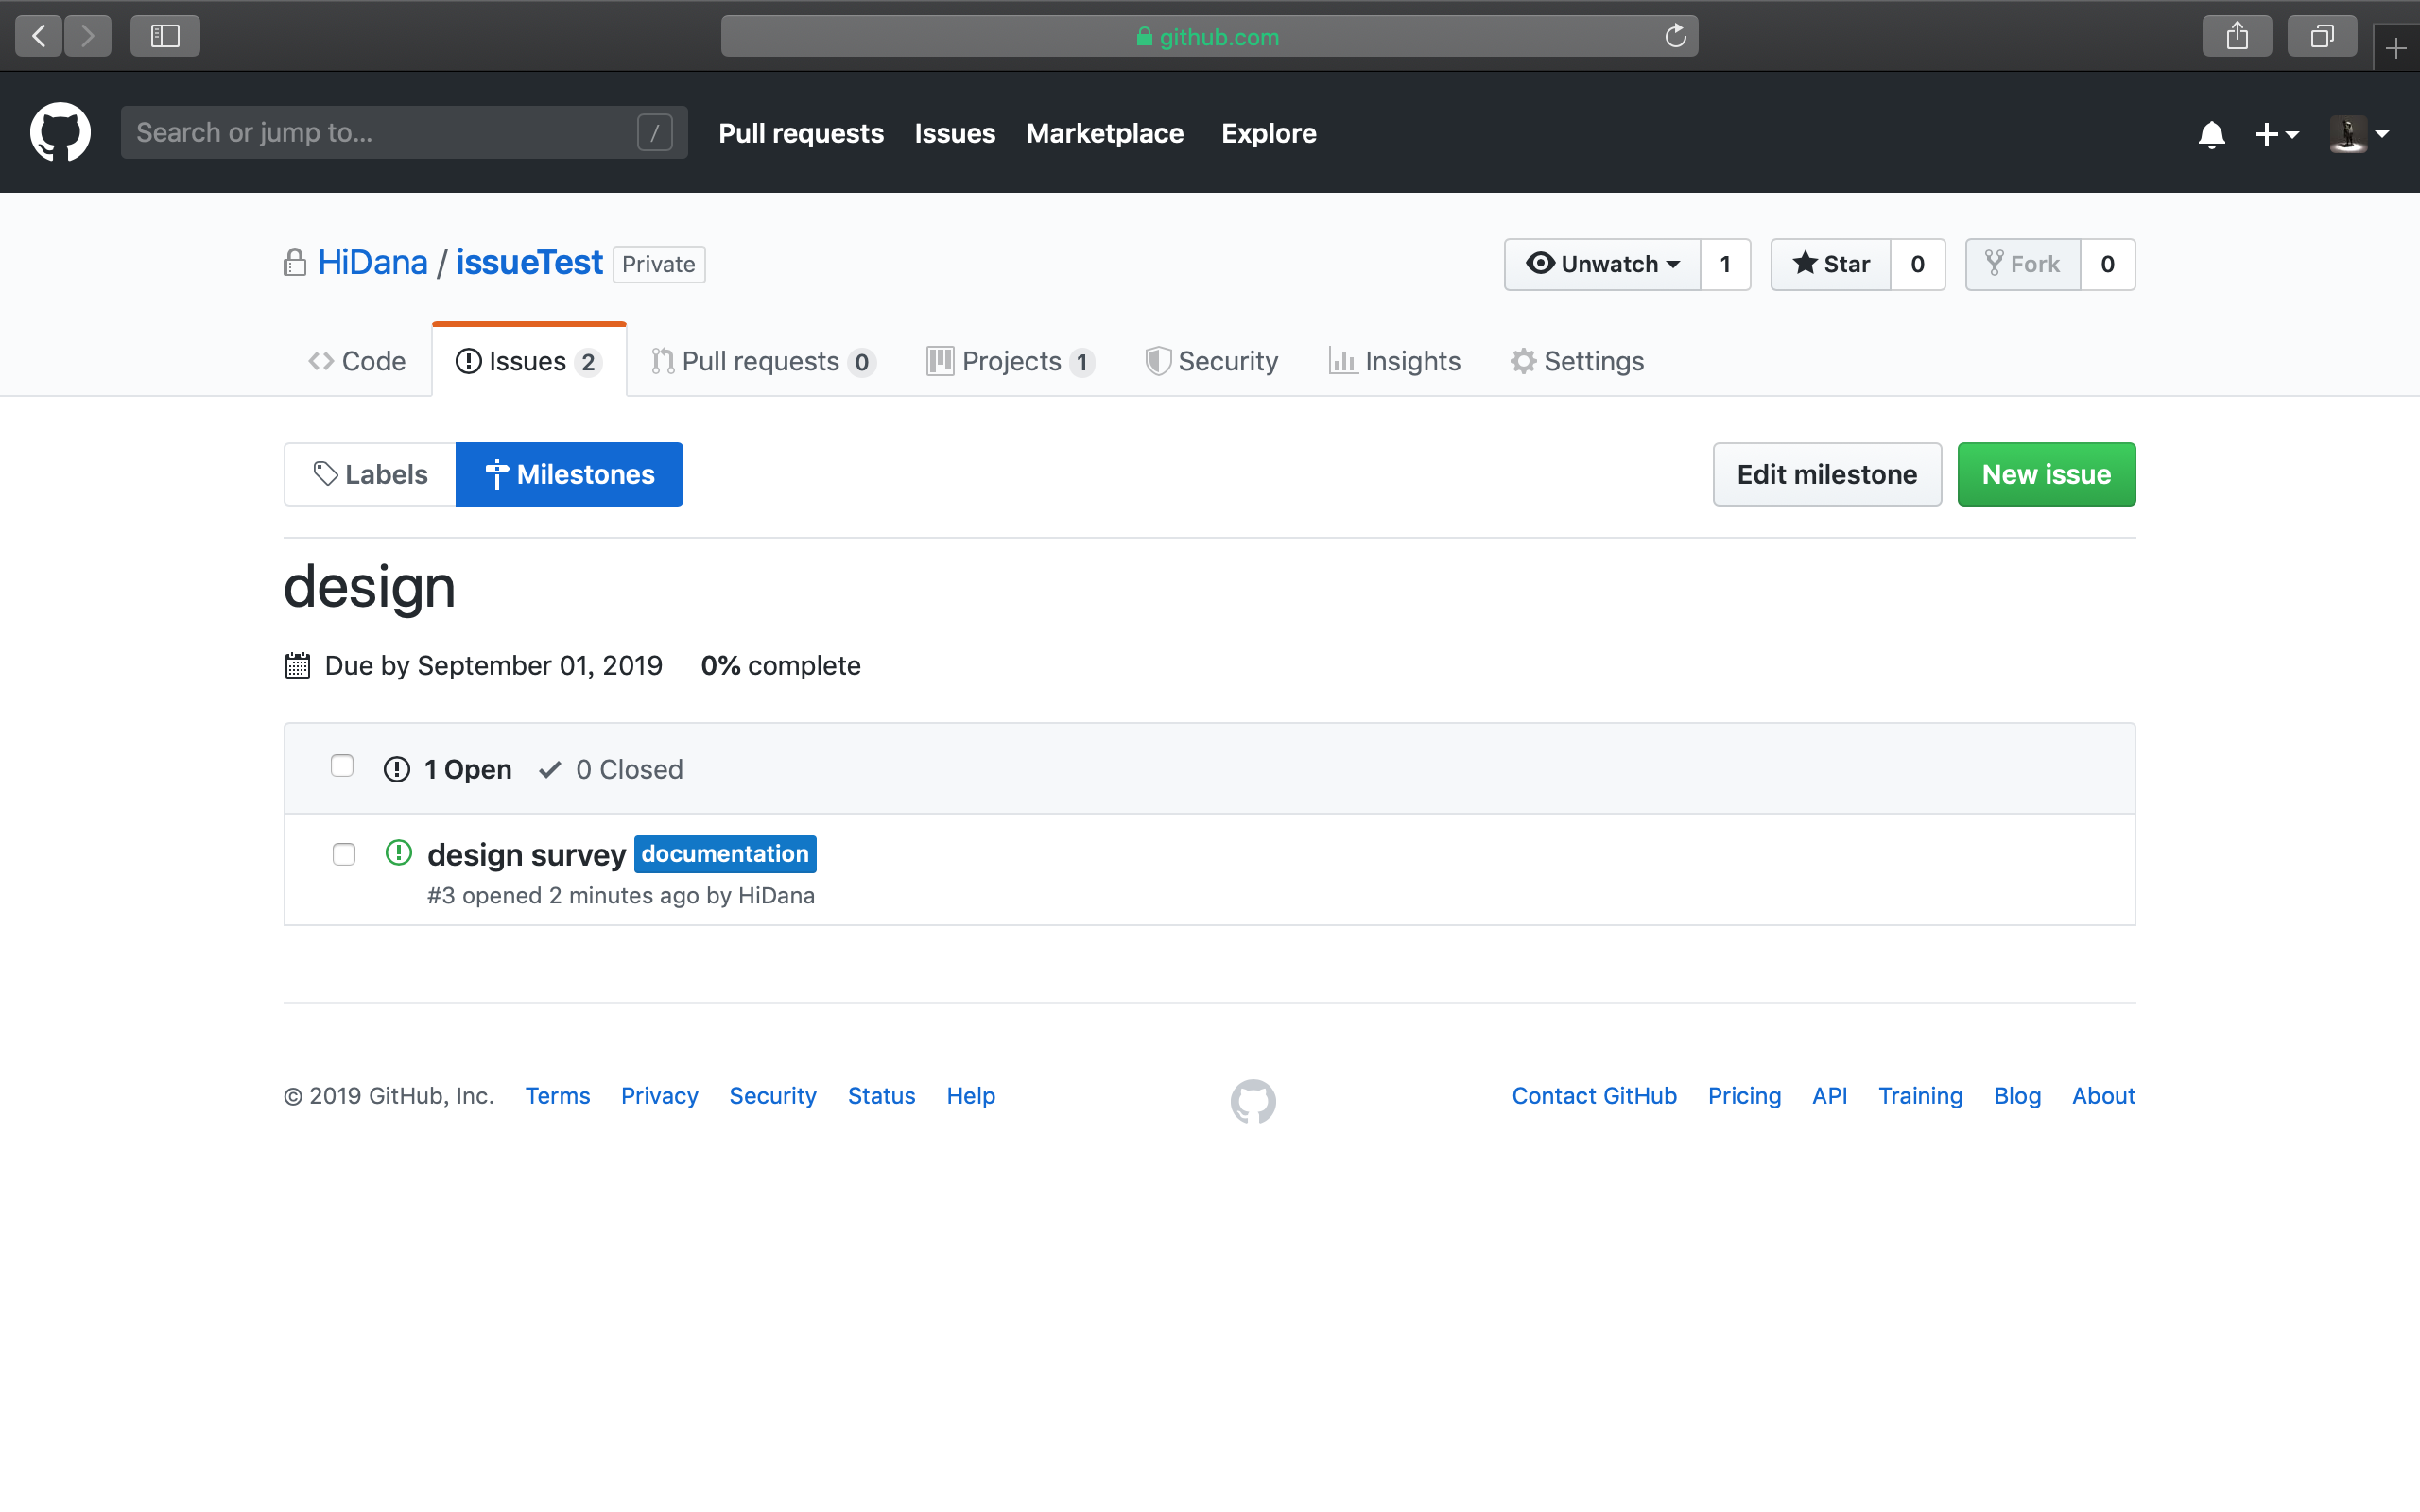 github.com
Search or jump to... /
Pull requests Issues Marketplace Explore
HiDana / issueTest Private
Unwatch 1 Star 0 Fork 0
Code Issues 2 Pull requests 0 Projects 1 Security Insights Settings
Labels Milestones
Edit milestone New issue
design
Due by September 01, 2019 0% complete
1 Open 0 Closed
design survey documentation
#3 opened 2 minutes ago by HiDana
© 2019 GitHub, Inc. Terms Privacy Security Status Help
Contact GitHub Pricing API Training Blog About